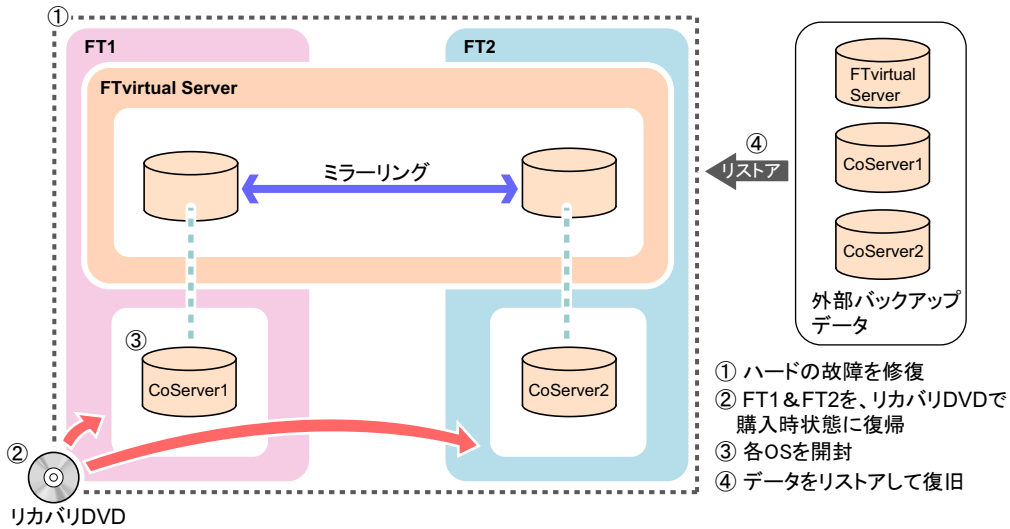 ①
FT1
FT2
FTvirtual Server
ミラーリング
③
CoServer1
CoServer2
②
リカバリDVD
④
リストア
FTvirtual
Server
CoServer1
CoServer2
外部バックアップ
データ
① ハードの故障を修復
② FT1&FT2を、リカバリDVDで
購入時状態に復帰
③ 各OSを開封
④ データをリストアして復旧